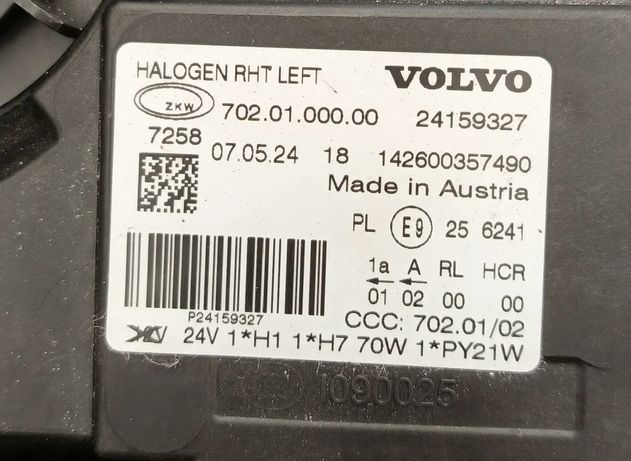 HALOGEN RHT LEFT VOLVO
ZKW 702.01.000.00 24159327
7258 07.05.24 18 142600357490
Made in Austria
PL E9 25 6241
1a A RL HCR
01 02 00 00
P24159327 CCC: 702.01/02
24V 1*H1 1*H7 70W 1*PY21W
1090025